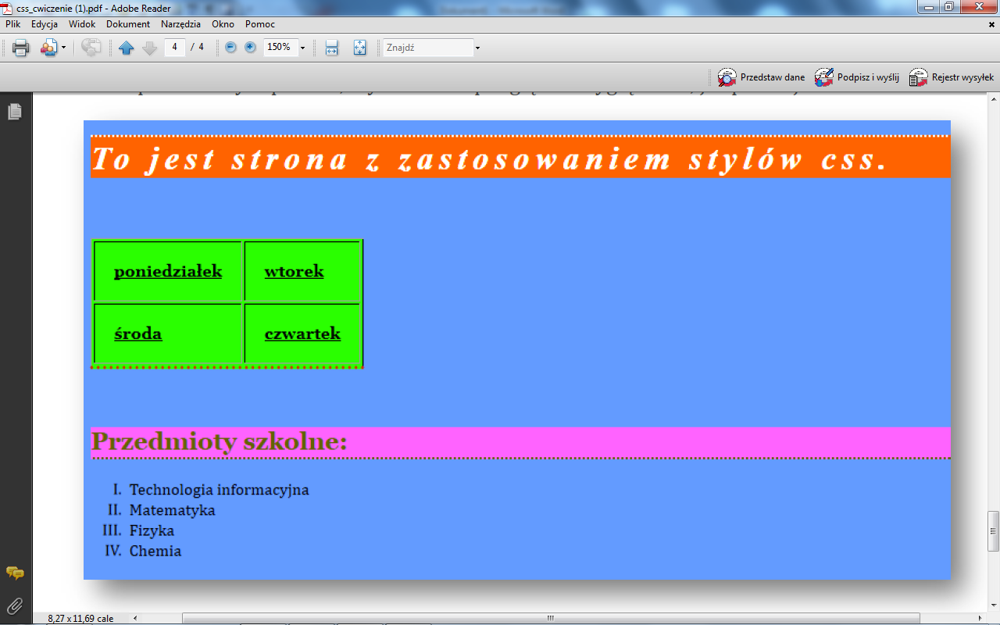 css_cwiczenie (1).pdf - Adobe Reader
Plik Edycja Widok Dokument Narzędzia Okno Pomoc
4 / 4 150% Znajdź
Przedstaw dane Podpisz i wyślij Rejestr wysyłek
To jest strona z zastosowaniem stylów css.
poniedziałek wtorek
środa czwartek
Przedmioty szkolne:
I. Technologia informacyjna
II. Matematyka
III. Fizyka
IV. Chemia
8,27 x 11,69 cale